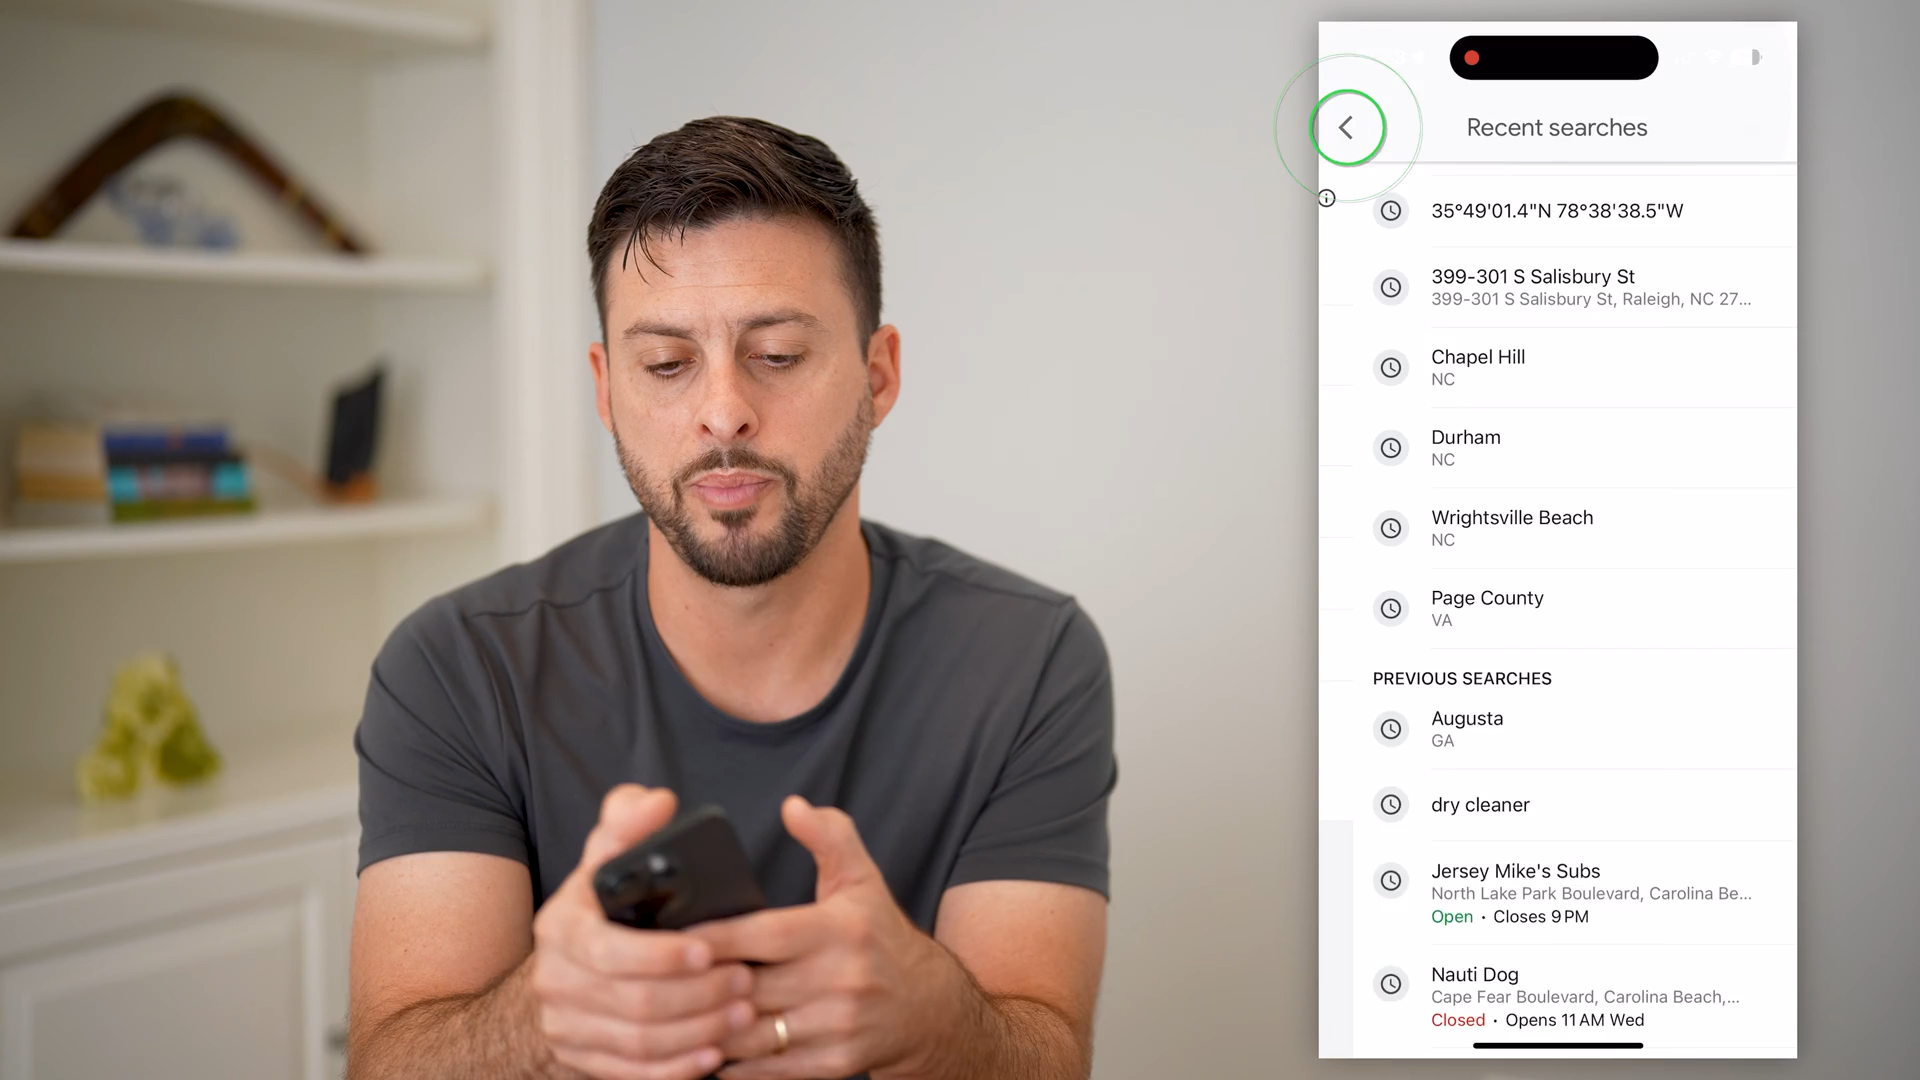 Recent searches
35°49'01.4"N 78°38'38.5"W
399-301 S Salisbury St
399-301 S Salisbury St, Raleigh, NC 27...
Chapel Hill
NC
Durham
NC
Wrightsville Beach
NC
Page County
VA
PREVIOUS SEARCHES
Augusta
GA
dry cleaner
Jersey Mike's Subs
North Lake Park Boulevard, Carolina Be...
Open · Closes 9 PM
Nauti Dog
Cape Fear Boulevard, Carolina Beach,...
Closed · Opens 11 AM Wed